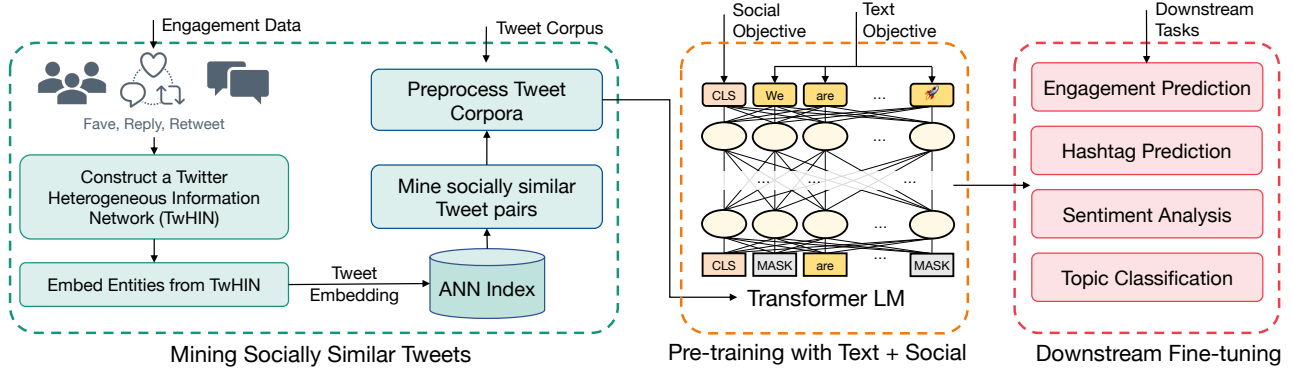 Engagement Data
Fave, Reply, Retweet
Construct a Twitter
Heterogeneous Information
Network (TwHIN)
Embed Entities from TwHIN
Tweet
Embedding
ANN Index
Mine socially similar
Tweet pairs
Tweet Corpus
Preprocess Tweet
Corpora
Mining Socially Similar Tweets
Social
Objective
Text
Objective
CLS We are ... 🚀
...
... ...
...
...
CLS MASK are ... MASK
Transformer LM
Pre-training with Text + Social
Downstream
Tasks
Engagement Prediction
Hashtag Prediction
Sentiment Analysis
Topic Classification
Downstream Fine-tuning